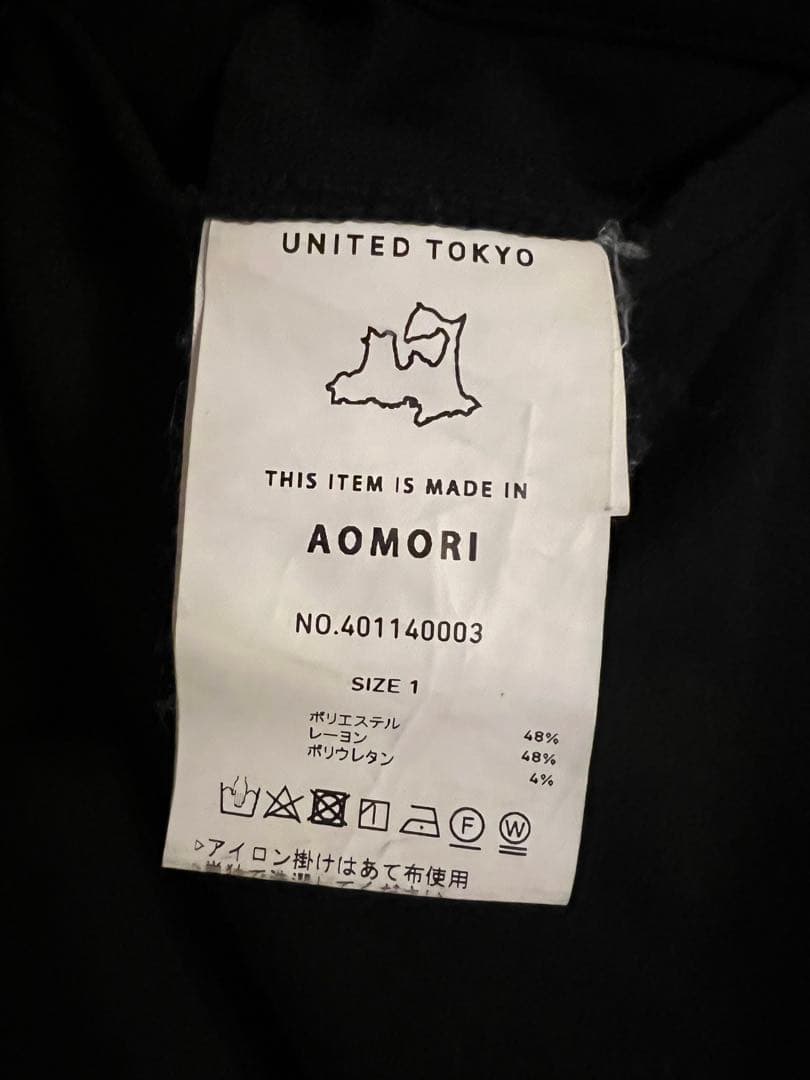 UNITED TOKYO
THIS ITEM IS MADE IN
AOMORI
NO.401140003
SIZE 1
ポリエステル 48%
レーヨン 48%
ポリウレタン 4%
F W
▷アイロン掛けはあて布使用